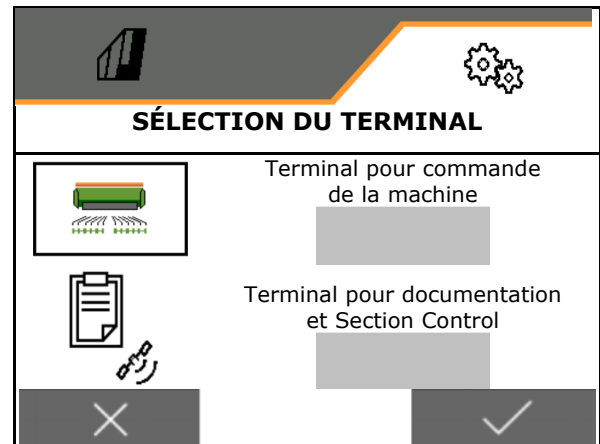 SÉLECTION DU TERMINAL
Terminal pour commande
de la machine
Terminal pour documentation
et Section Control